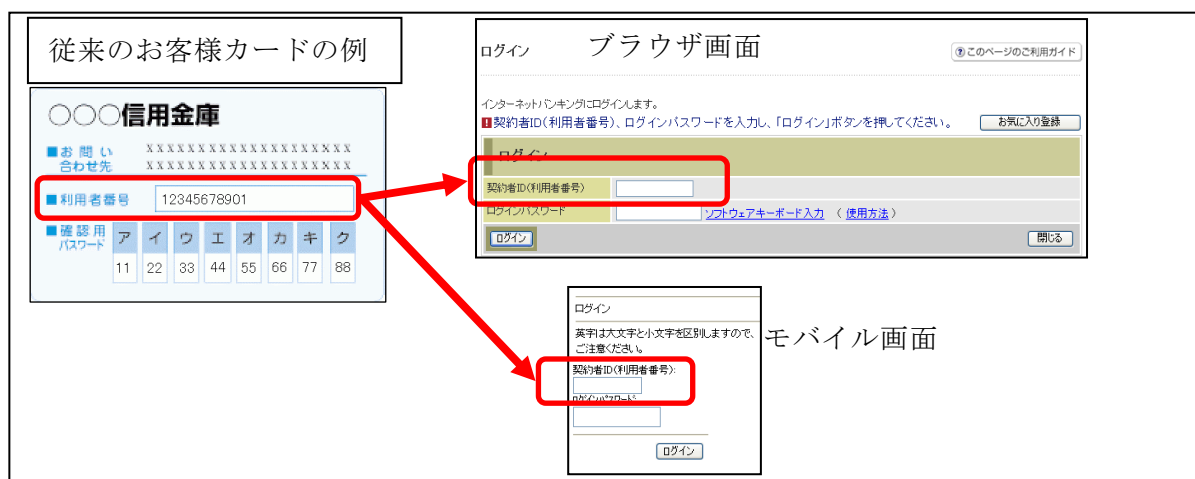 従来のお客様カードの例
○○○信用金庫
■お問い
合わせ先
XXXXXXXXXXXXXXXXXXX
XXXXXXXXXXXXXXXXXXX
■利用者番号 12345678901
■確認用
パスワード
ア イ ウ エ オ カ キ ク
11 22 33 44 55 66 77 88
ブラウザ画面
ログイン
?このページのご利用ガイド
インターネットバンキングにログインします。
!契約者ID(利用者番号)、ログインパスワードを入力し、「ログイン」ボタンを押してください。
お気に入り登録
ログイン
契約者ID(利用者番号)
ログインパスワード ソフトウェアキーボード入力 (使用方法)
ログイン 閉じる
モバイル画面
ログイン
英字は大文字と小文字を区別しますので、
ご注意ください。
契約者ID(利用者番号):
ログインパスワード:
ログイン